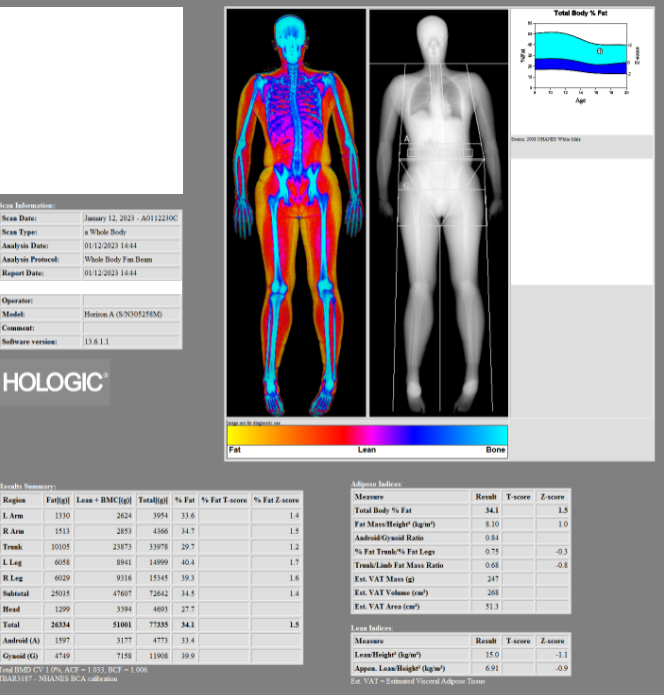 Total Body % Fat
%Fat
Z-score
Age
Source: 2008 NHANES White Male
A
G
Image not for diagnostic use
Fat Lean Bone
Scan Information:
Scan Date: January 12, 2023 - A0112230C
Scan Type: a Whole Body
Analysis Date: 01/12/2023 14:44
Analysis Protocol: Whole Body Fan Beam
Report Date: 01/12/2023 14:44
Operator:
Model: Horizon A (S/N305258M)
Comment:
Software version: 13.6.1.1
HOLOGIC®
Results Summary:
Region Fat[(g)] Lean + BMC[(g)] Total[(g)] % Fat % Fat T-score % Fat Z-score
L Arm 1330 2624 3954 33.6 1.4
R Arm 1513 2853 4366 34.7 1.5
Trunk 10105 23873 33978 29.7 1.2
L Leg 6058 8941 14999 40.4 1.7
R Leg 6029 9316 15345 39.3 1.6
Subtotal 25035 47607 72642 34.5 1.4
Head 1299 3394 4693 27.7
Total 26334 51001 77335 34.1 1.5
Android (A) 1597 3177 4773 33.4
Gynoid (G) 4749 7158 11908 39.9
Total BMD CV 1.0%, ACF = 1.033, BCF = 1.006
TBAR3187 - NHANES BCA calibration
Adipose Indices:
Measure Result T-score Z-score
Total Body % Fat 34.1 1.5
Fat Mass/Height² (kg/m²) 8.10 1.0
Android/Gynoid Ratio 0.84
% Fat Trunk/% Fat Legs 0.75 -0.3
Trunk/Limb Fat Mass Ratio 0.68 -0.8
Est. VAT Mass (g) 247
Est. VAT Volume (cm³) 268
Est. VAT Area (cm²) 51.3
Lean Indices:
Measure Result T-score Z-score
Lean/Height² (kg/m²) 15.0 -1.1
Appen. Lean/Height² (kg/m²) 6.91 -0.9
Est. VAT = Estimated Visceral Adipose Tissue